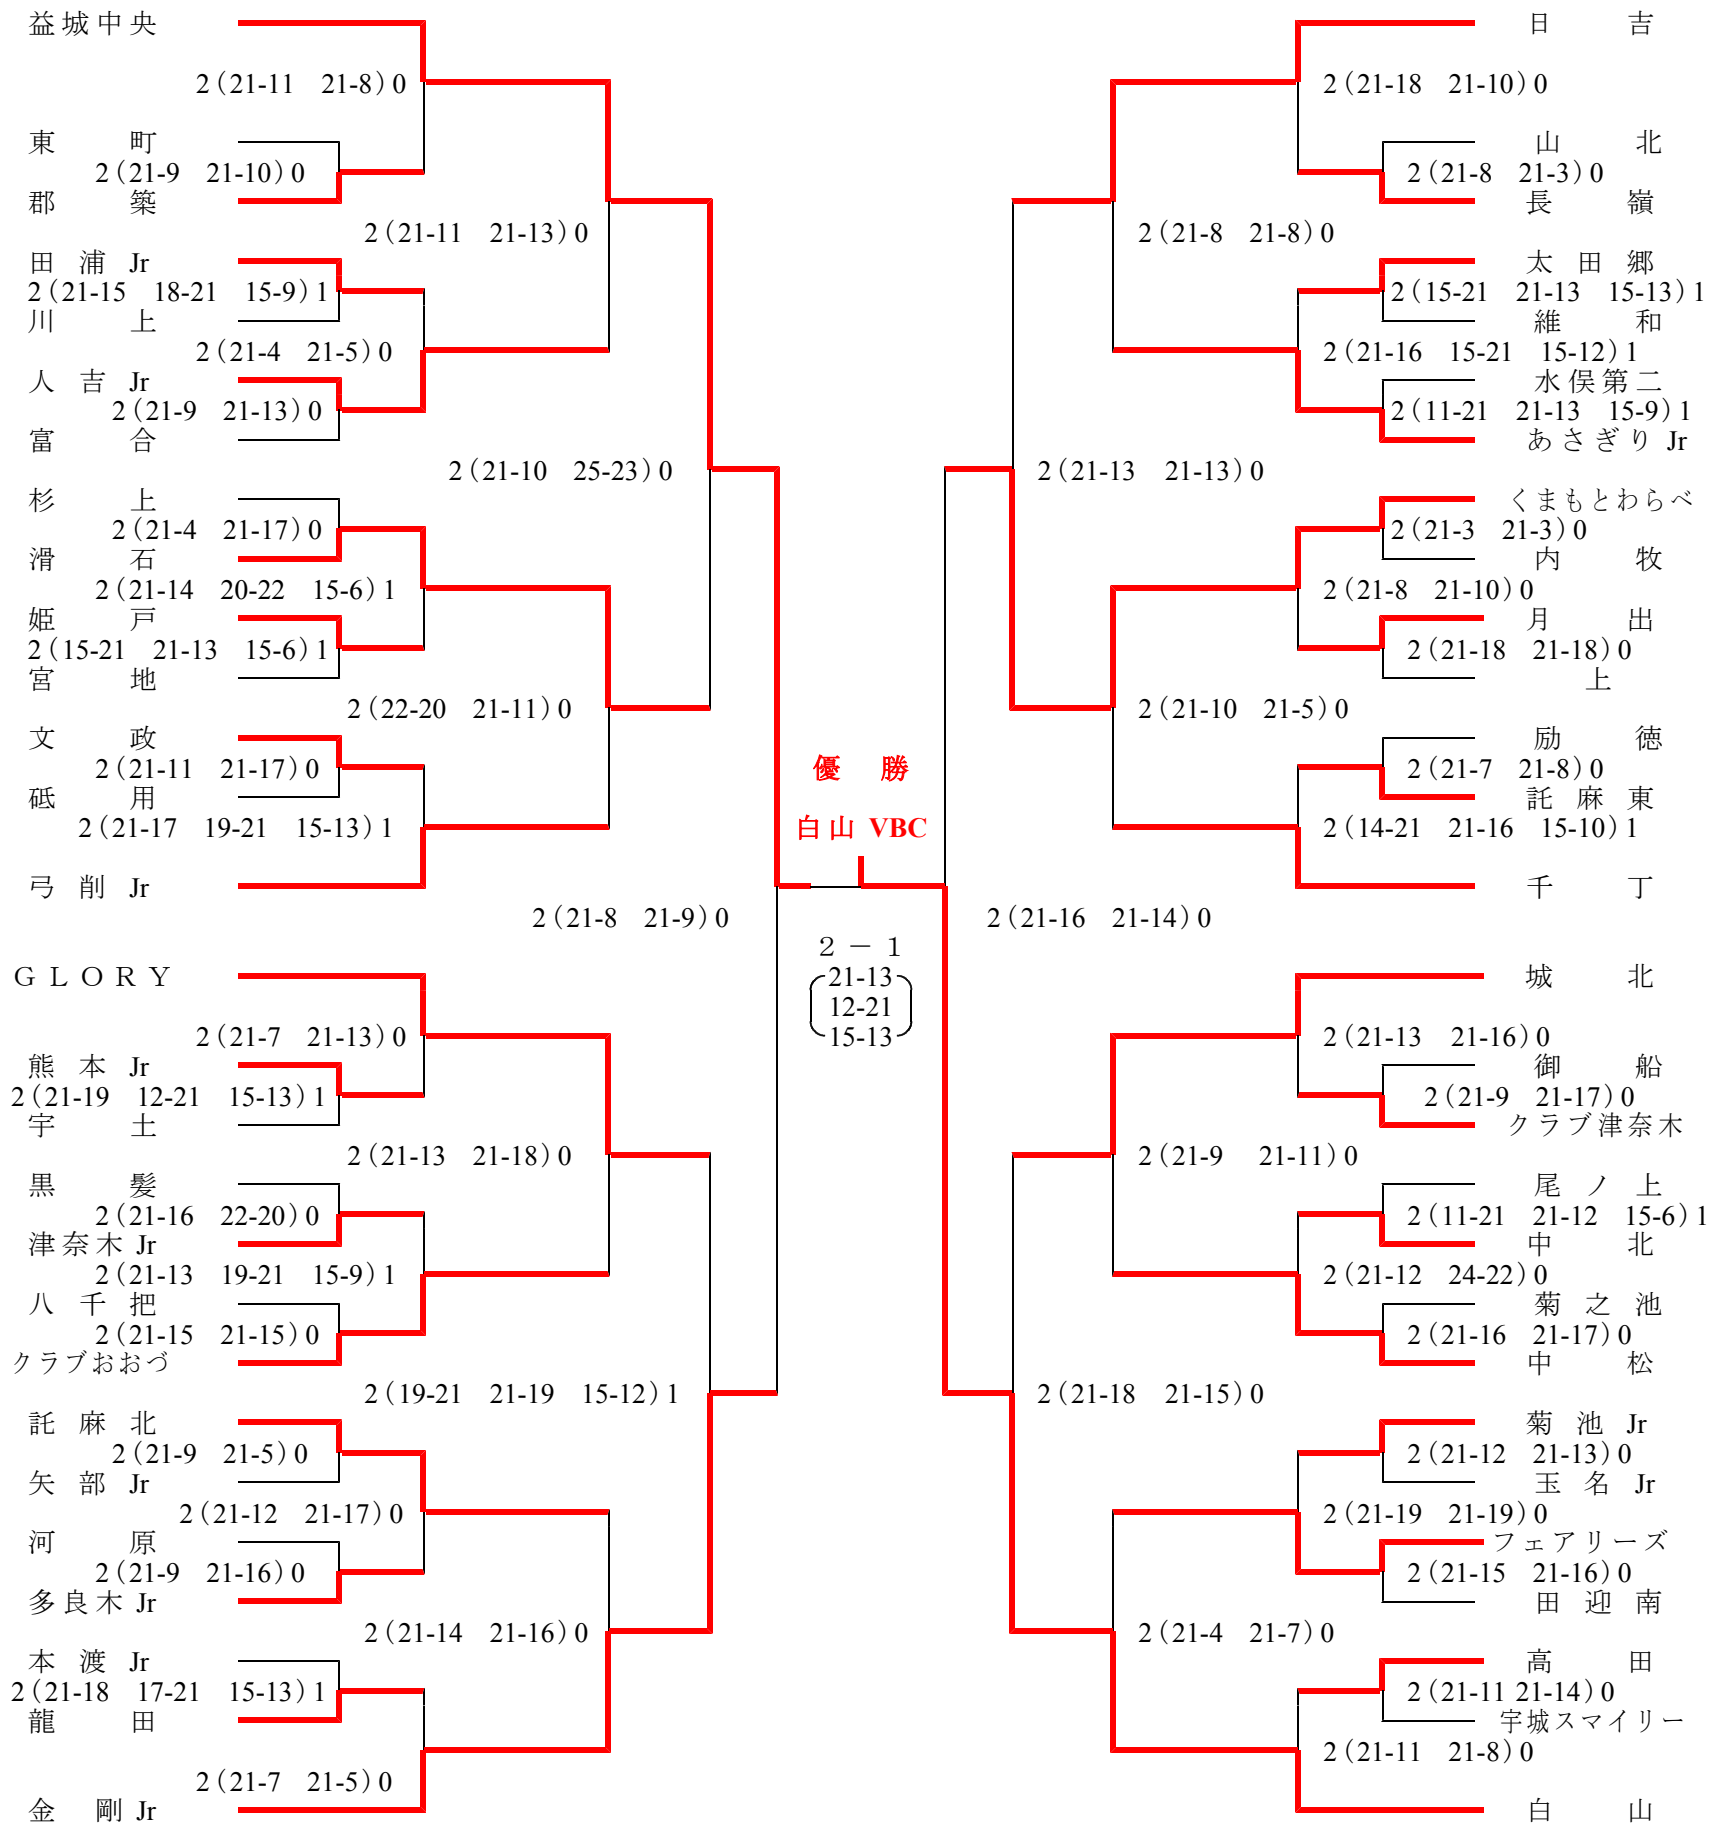 益城中央
2(21-11 21-8)0
東町
2(21-9 21-10)0
郡築
2(21-11 21-13)0
田浦 Jr
2(21-15 18-21 15-9)1
川上
2(21-4 21-5)0
人吉 Jr
2(21-9 21-13)0
富合
2(21-10 25-23)0
杉上
2(21-4 21-17)0
滑石
2(21-14 20-22 15-6)1
姫戸
2(15-21 21-13 15-6)1
宮地
2(22-20 21-11)0
文政
2(21-11 21-17)0
砥用
2(21-17 19-21 15-13)1
弓削 Jr
2(21-8 21-9)0
GLORY
2(21-7 21-13)0
熊本 Jr
2(21-19 12-21 15-13)1
宇土
2(21-13 21-18)0
黒髪
2(21-16 22-20)0
津奈木 Jr
2(21-13 19-21 15-9)1
八千把
2(21-15 21-15)0
クラブおおづ
2(19-21 21-19 15-12)1
託麻北
2(21-9 21-5)0
矢部 Jr
2(21-12 21-17)0
河原
2(21-9 21-16)0
多良木 Jr
2(21-14 21-16)0
本渡 Jr
2(21-18 17-21 15-13)1
龍田
2(21-7 21-5)0
金剛 Jr
優勝
白山 VBC
2-1
21-13
12-21
15-13
日吉
2(21-18 21-10)0
山北
2(21-8 21-3)0
長嶺
2(21-8 21-8)0
太田郷
2(15-21 21-13 15-13)1
維和
2(21-16 15-21 15-12)1
水俣第二
2(11-21 21-13 15-9)1
あさぎり Jr
2(21-13 21-13)0
くまもとわらべ
2(21-3 21-3)0
内牧
2(21-8 21-10)0
月出
2(21-18 21-18)0
上
2(21-10 21-5)0
励徳
2(21-7 21-8)0
託麻東
2(14-21 21-16 15-10)1
千丁
2(21-16 21-14)0
城北
2(21-13 21-16)0
御船
2(21-9 21-17)0
クラブ津奈木
2(21-9 21-11)0
尾ノ上
2(11-21 21-12 15-6)1
中北
2(21-12 24-22)0
菊之池
2(21-16 21-17)0
中松
2(21-18 21-15)0
菊池 Jr
2(21-12 21-13)0
玉名 Jr
2(21-19 21-19)0
フェアリーズ
2(21-15 21-16)0
田迎南
2(21-4 21-7)0
高田
2(21-11 21-14)0
宇城スマイリー
2(21-11 21-8)0
白山